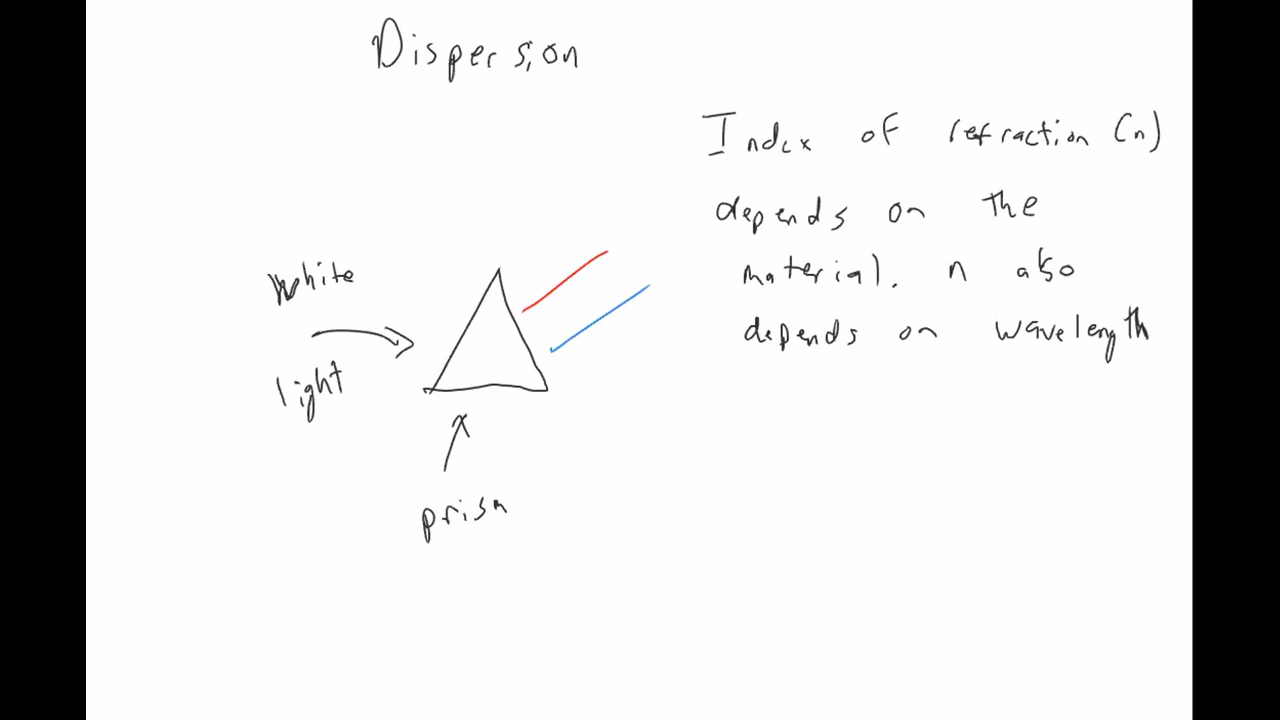 Dispersion
Index of refraction (n)
depends on the
material. n also
depends on wavelength
white
light
prism